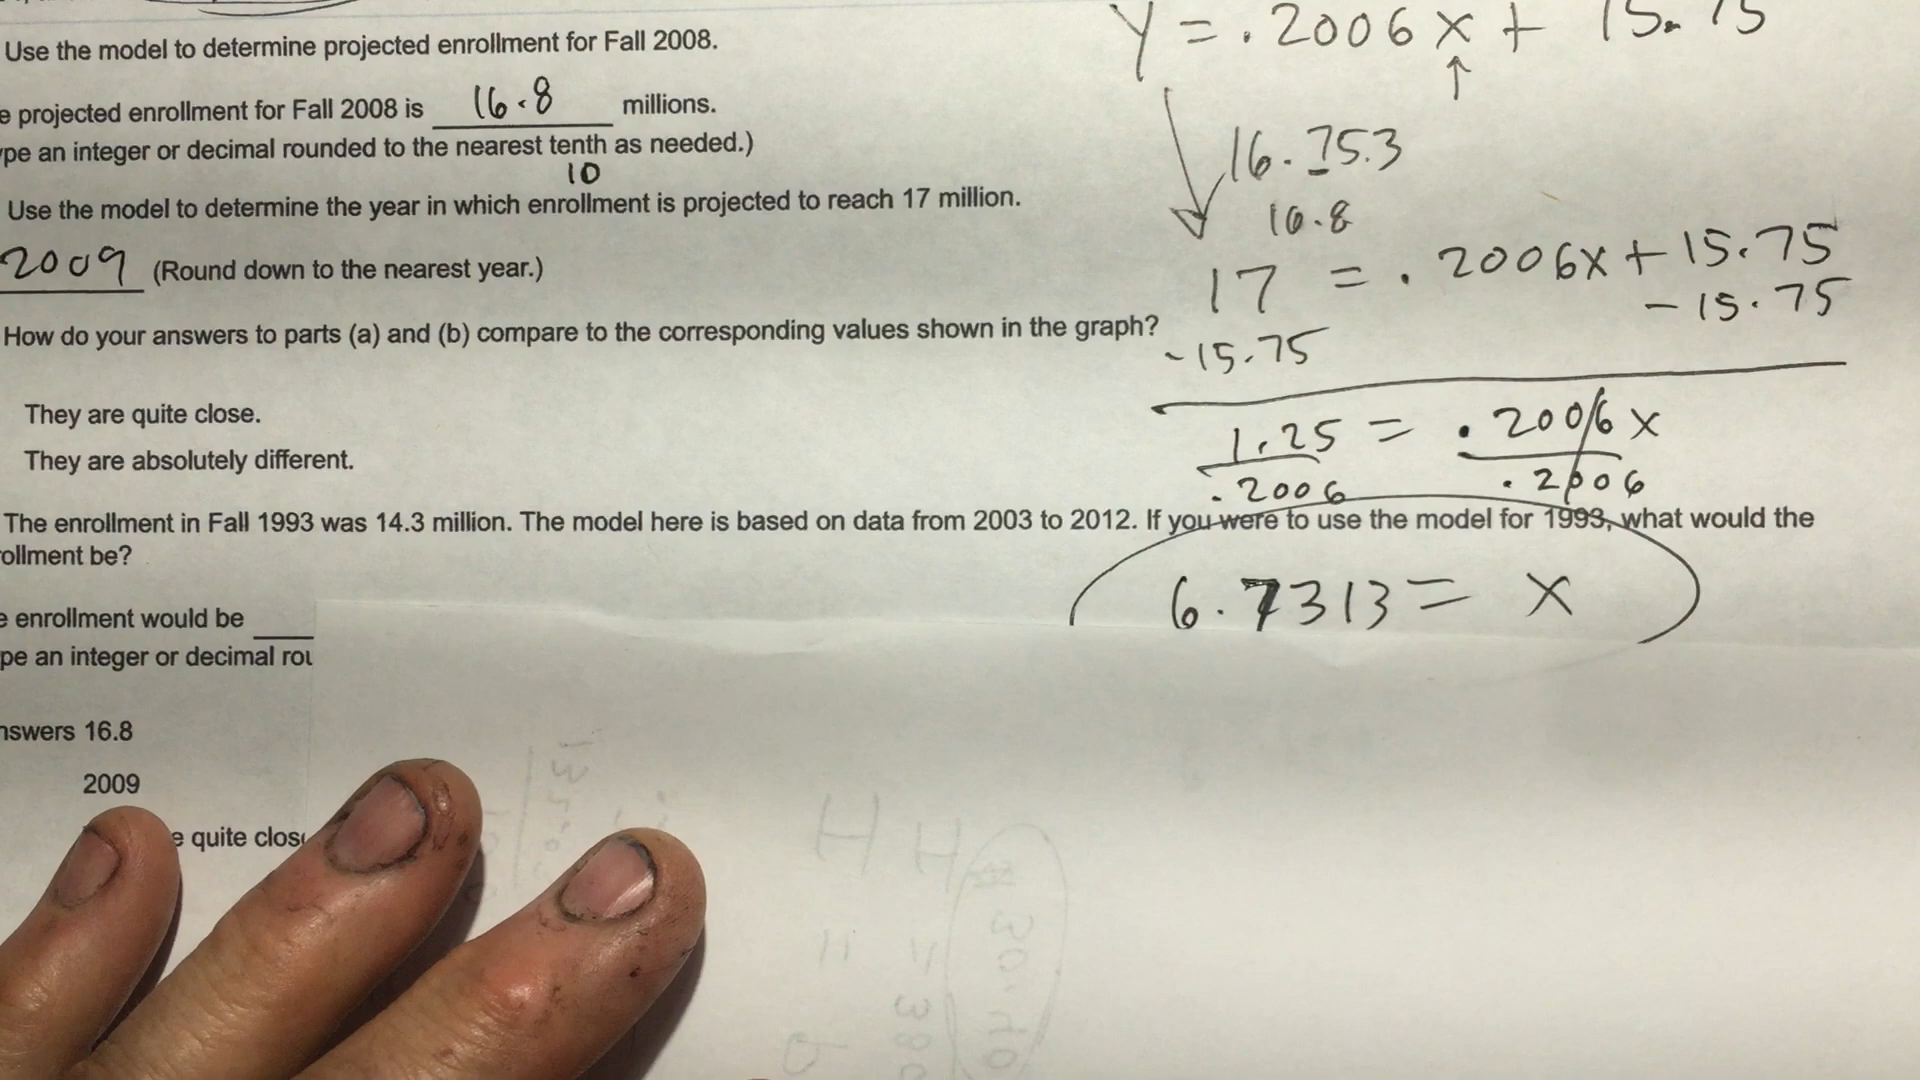 y = .2006x + 15.75
↑
Use the model to determine projected enrollment for Fall 2008.
e projected enrollment for Fall 2008 is 16.8 millions.
pe an integer or decimal rounded to the nearest tenth as needed.)
10
16.75.3
16.8
Use the model to determine the year in which enrollment is projected to reach 17 million.
2009 (Round down to the nearest year.)
17 = .2006x + 15.75
-15.75 -15.75
How do your answers to parts (a) and (b) compare to the corresponding values shown in the graph?
They are quite close.
They are absolutely different.
1.25 = .2006x
.2006 .2006
The enrollment in Fall 1993 was 14.3 million. The model here is based on data from 2003 to 2012. If you were to use the model for 1993, what would the
ollment be?
6.7313 = x
e enrollment would be
pe an integer or decimal rou
nswers 16.8
2009
e quite clos